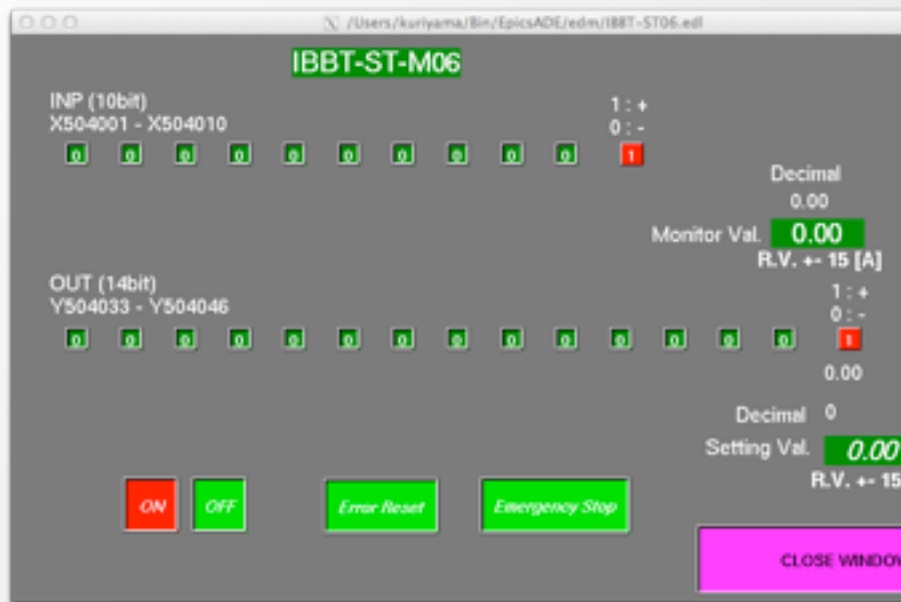 /Users/kuriyama/Bin/EpicsADE/edm/IBBT-ST06.edl
IBBT-ST-M06
INP (10bit)
X504001 - X504010
1 : +
0 : -
0 0 0 0 0 0 0 0 0 0 1
Decimal
0.00
Monitor Val. 0.00
R.V. +- 15 [A]
OUT (14bit)
Y504033 - Y504046
1 : +
0 : -
0 0 0 0 0 0 0 0 0 0 0 0 0 0 1
0.00
Decimal 0
Setting Val. 0.00
R.V. +- 15
ON OFF Error Reset Emergency Stop
CLOSE WINDOW